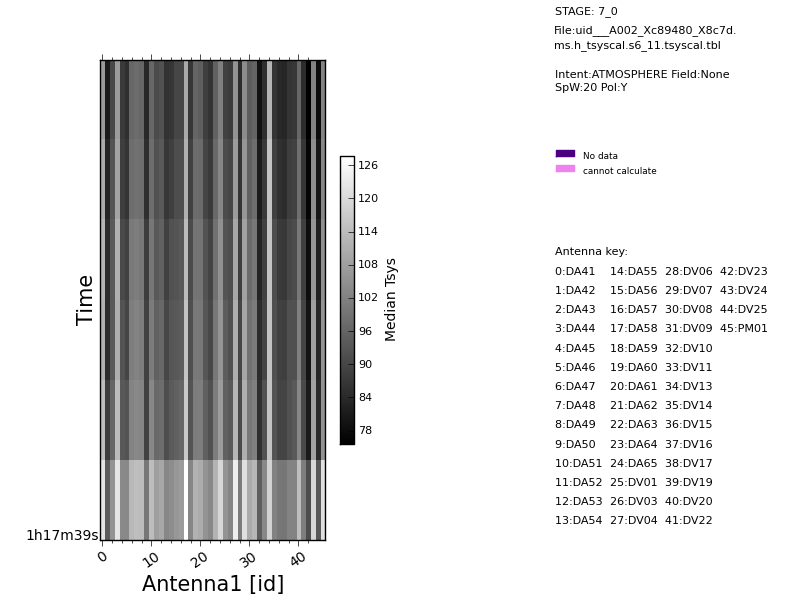 STAGE: 7_0
File:uid___A002_Xc89480_X8c7d.
ms.h_tsyscal.s6_11.tsyscal.tbl
Intent:ATMOSPHERE Field:None
SpW:20 Pol:Y
No data
cannot calculate
126
120
114
108
102
96
90
84
78
Median Tsys
Time
1h17m39s
0 10 20 30 40
Antenna1 [id]
Antenna key:
0:DA41 14:DA55 28:DV06 42:DV23
1:DA42 15:DA56 29:DV07 43:DV24
2:DA43 16:DA57 30:DV08 44:DV25
3:DA44 17:DA58 31:DV09 45:PM01
4:DA45 18:DA59 32:DV10
5:DA46 19:DA60 33:DV11
6:DA47 20:DA61 34:DV13
7:DA48 21:DA62 35:DV14
8:DA49 22:DA63 36:DV15
9:DA50 23:DA64 37:DV16
10:DA51 24:DA65 38:DV17
11:DA52 25:DV01 39:DV19
12:DA53 26:DV03 40:DV20
13:DA54 27:DV04 41:DV22